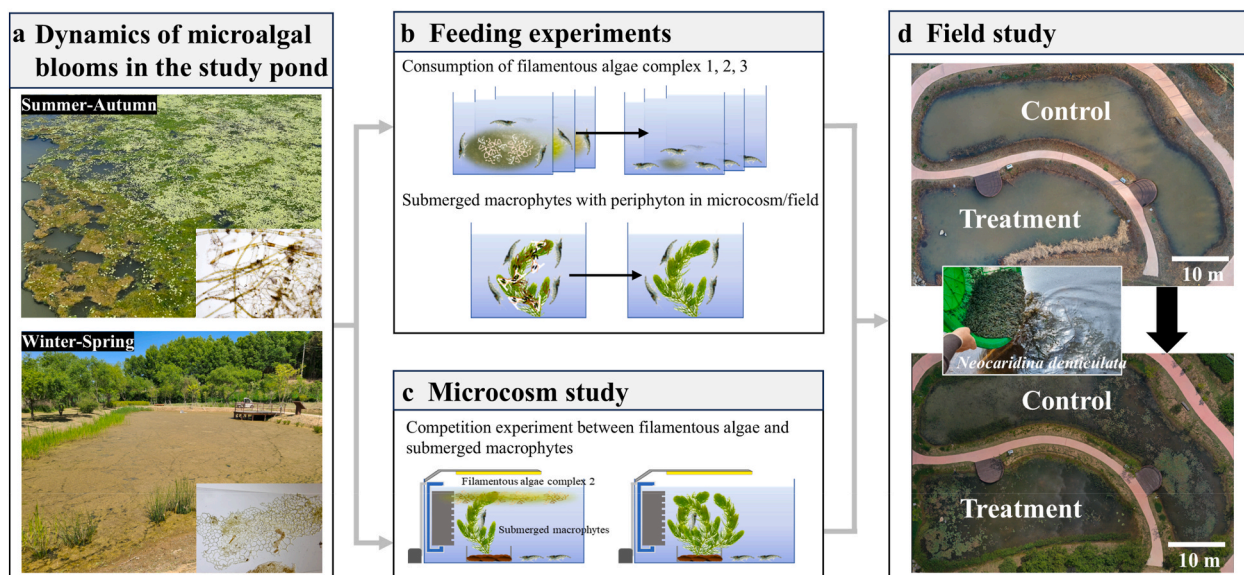 a Dynamics of microalgal
blooms in the study pond
Summer-Autumn
Winter-Spring
b Feeding experiments
Consumption of filamentous algae complex 1, 2, 3
Submerged macrophytes with periphyton in microcosm/field
c Microcosm study
Competition experiment between filamentous algae and
submerged macrophytes
Filamentous algae complex 2
Submerged macrophytes
d Field study
Control
Treatment
10 m
Neocaridina denticulata
Control
Treatment
10 m